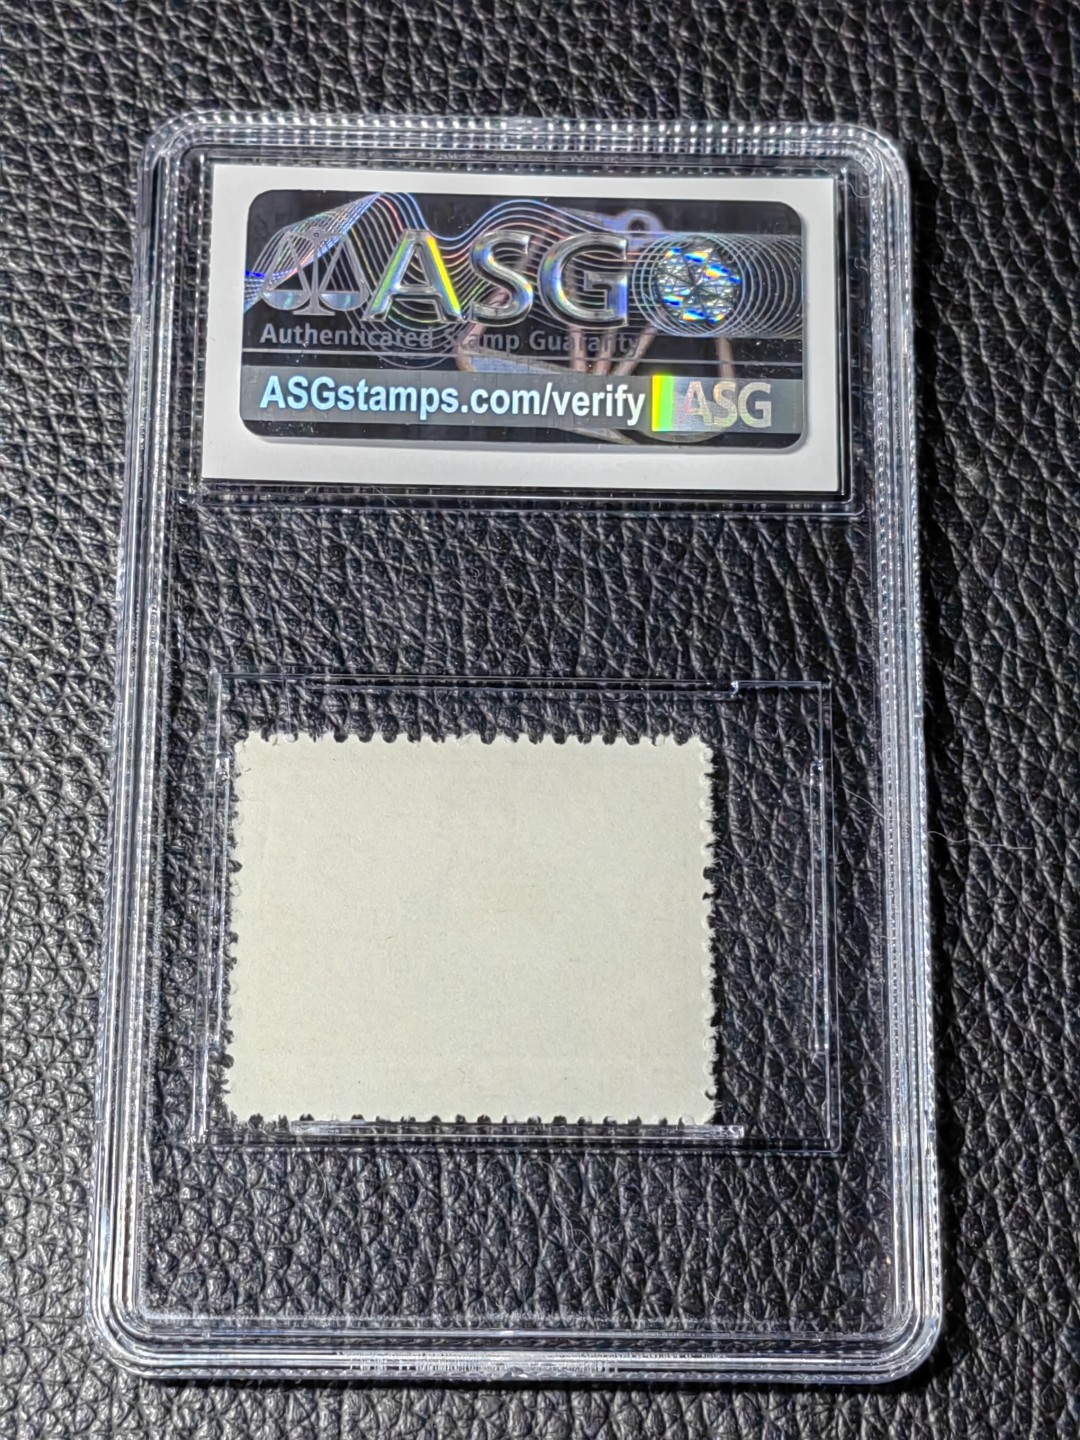 ASG
Authenticated Stamp Guaranty
ASGstamps.com/verify ASG